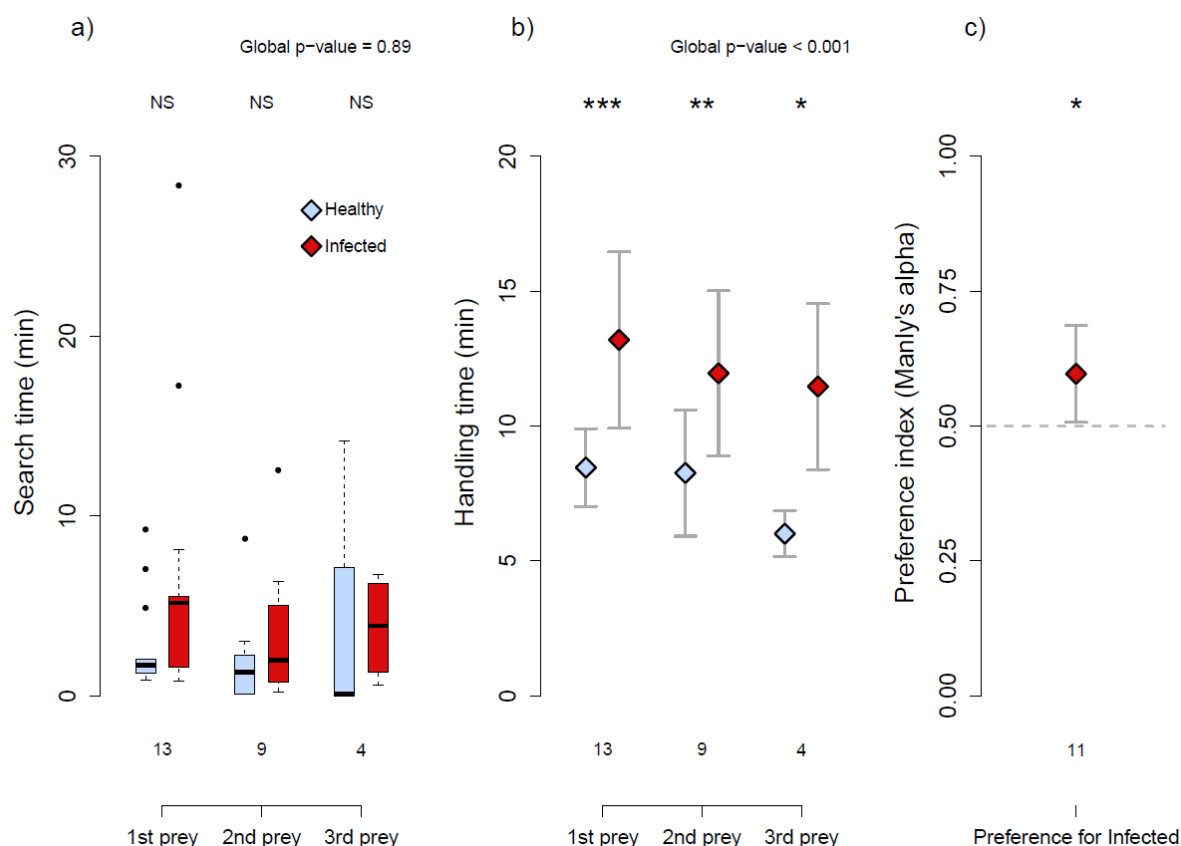 a)
Global p−value = 0.89
NS NS NS
Search time (min)
30
20
10
0
Healthy
Infected
13 9 4
1st prey 2nd prey 3rd prey
b)
Global p−value < 0.001
*** ** *
Handling time (min)
20
15
10
5
0
13 9 4
1st prey 2nd prey 3rd prey
c)
*
Preference index (Manly's alpha)
1.00
0.75
0.50
0.25
0.00
11
Preference for Infected